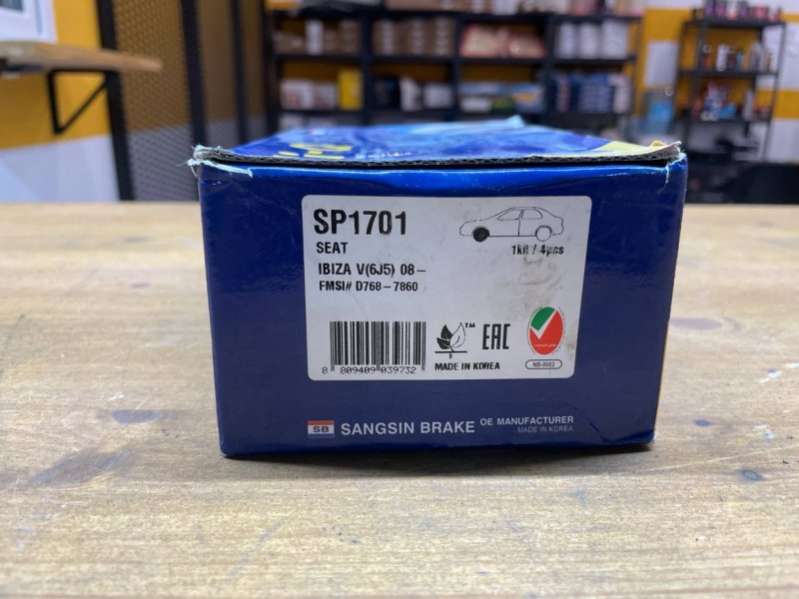 SP1701
SEAT
1kit / 4pcs
IBIZA V(6J5) 08-
FMSI# D768-7860
8 809409 039732
TM
EAC
MADE IN KOREA
SB
SANGSIN BRAKE
OE MANUFACTURER
MADE IN KOREA